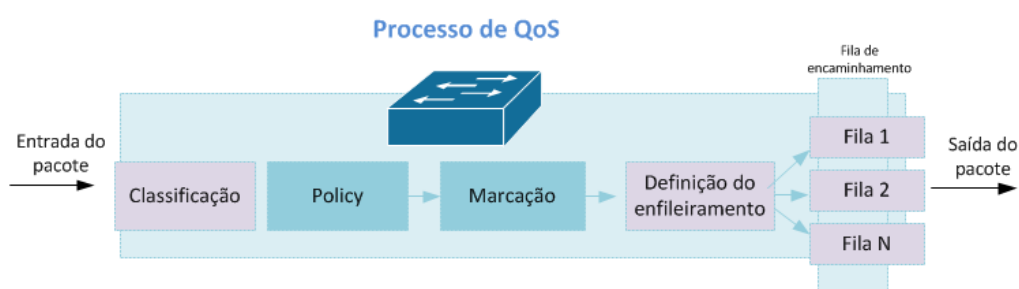 Processo de QoS
Fila de
encaminhamento
Entrada do
pacote
Classificação
Policy
Marcação
Definição do
enfileiramento
Fila 1
Fila 2
Fila N
Saída do
pacote